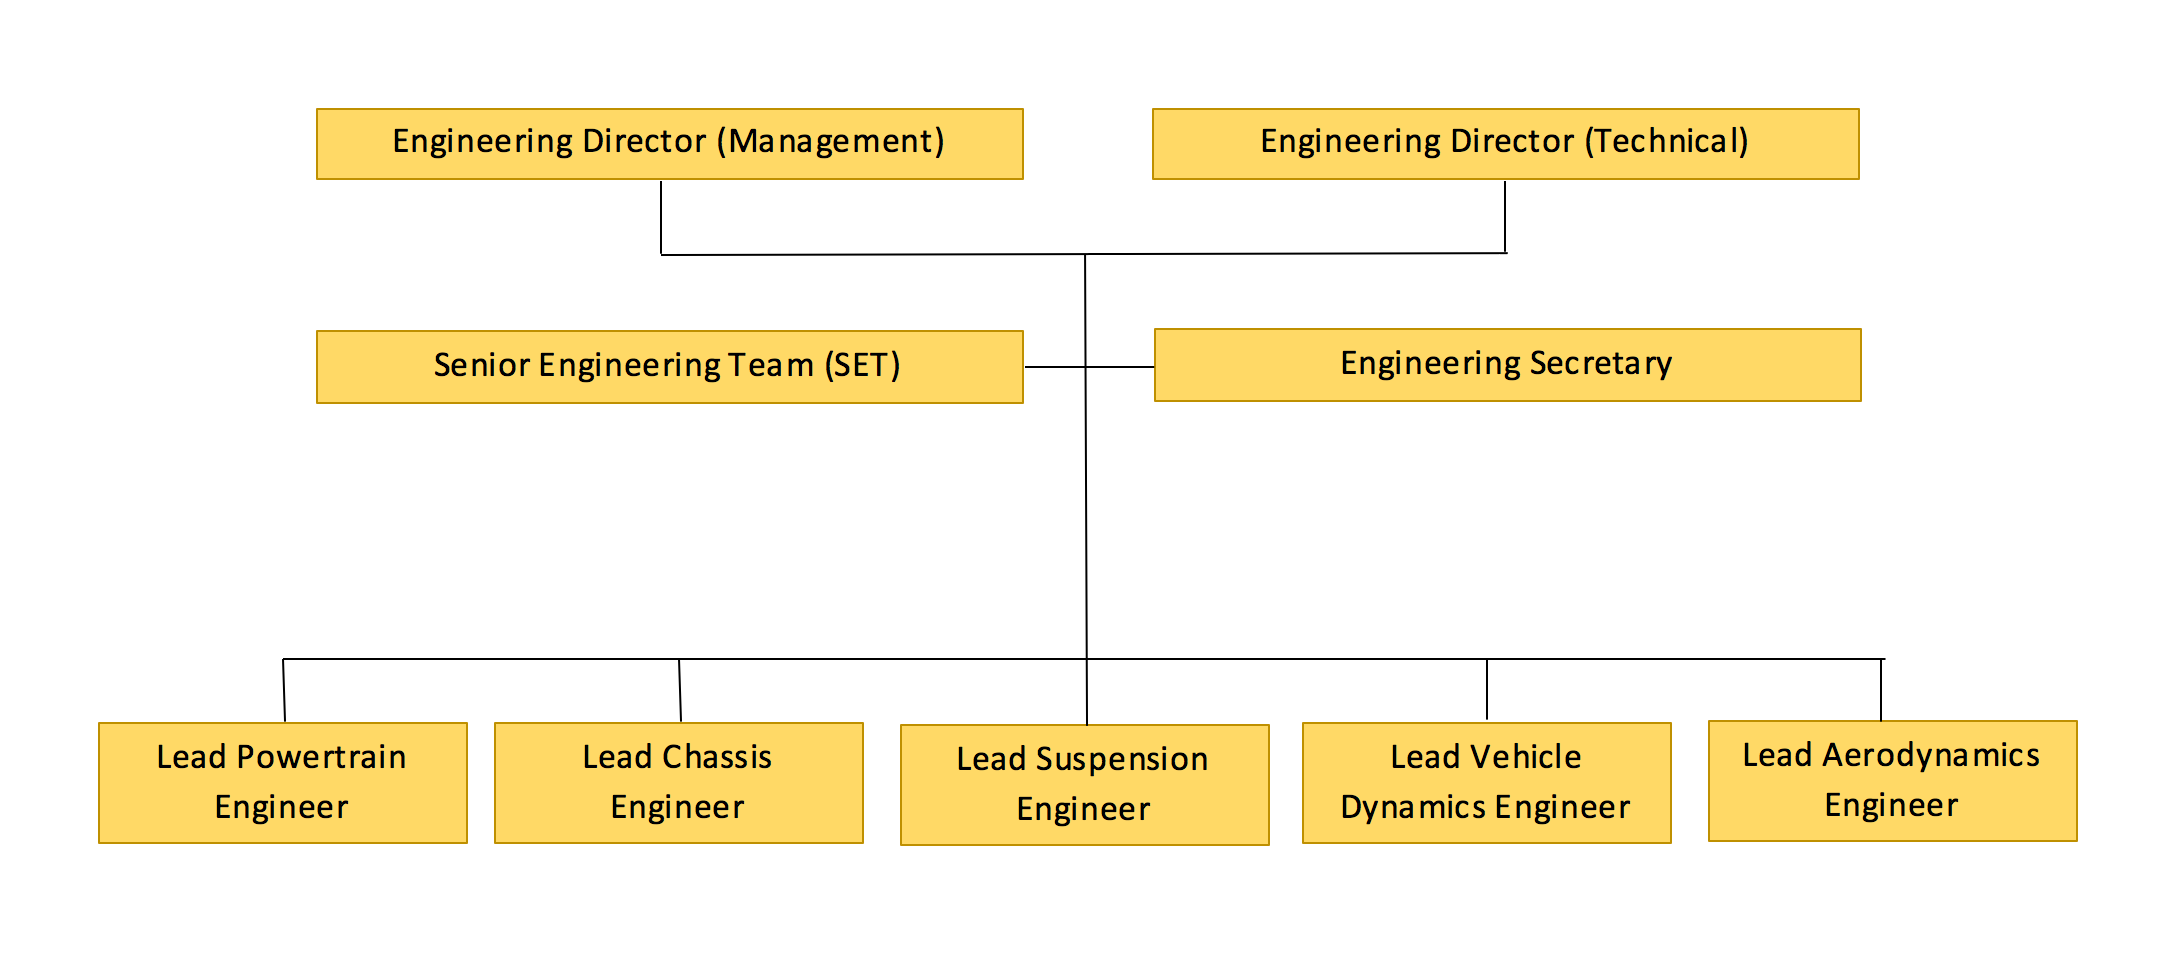 Engineering Director (Management)
Engineering Director (Technical)
Senior Engineering Team (SET)
Engineering Secretary
Lead Powertrain
Engineer
Lead Chassis
Engineer
Lead Suspension
Engineer
Lead Vehicle
Dynamics Engineer
Lead Aerodynamics
Engineer